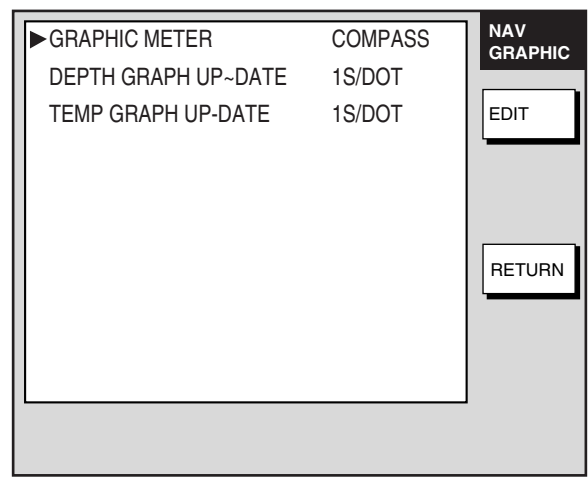 ▶GRAPHIC METER COMPASS
DEPTH GRAPH UP~DATE 1S/DOT
TEMP GRAPH UP-DATE 1S/DOT
NAV
GRAPHIC
EDIT
RETURN